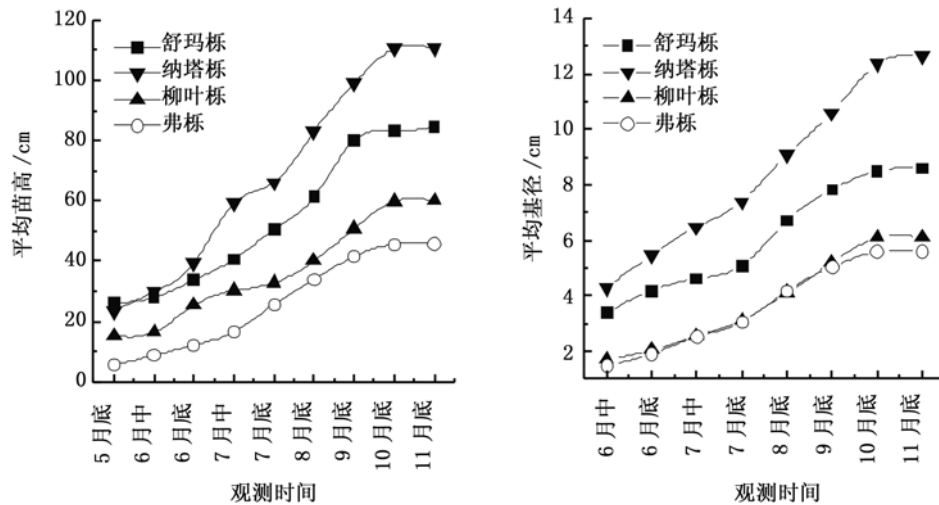 120
100
80
60
40
20
0
平均苗高/cm
舒玛栎
纳塔栎
柳叶栎
弗栎
5月底
6月中
6月底
7月中
7月底
8月底
9月底
10月底
11月底
观测时间
14
12
10
8
6
4
2
平均基径/cm
舒玛栎
纳塔栎
柳叶栎
弗栎
6月中
6月底
7月中
7月底
8月底
9月底
10月底
11月底
观测时间